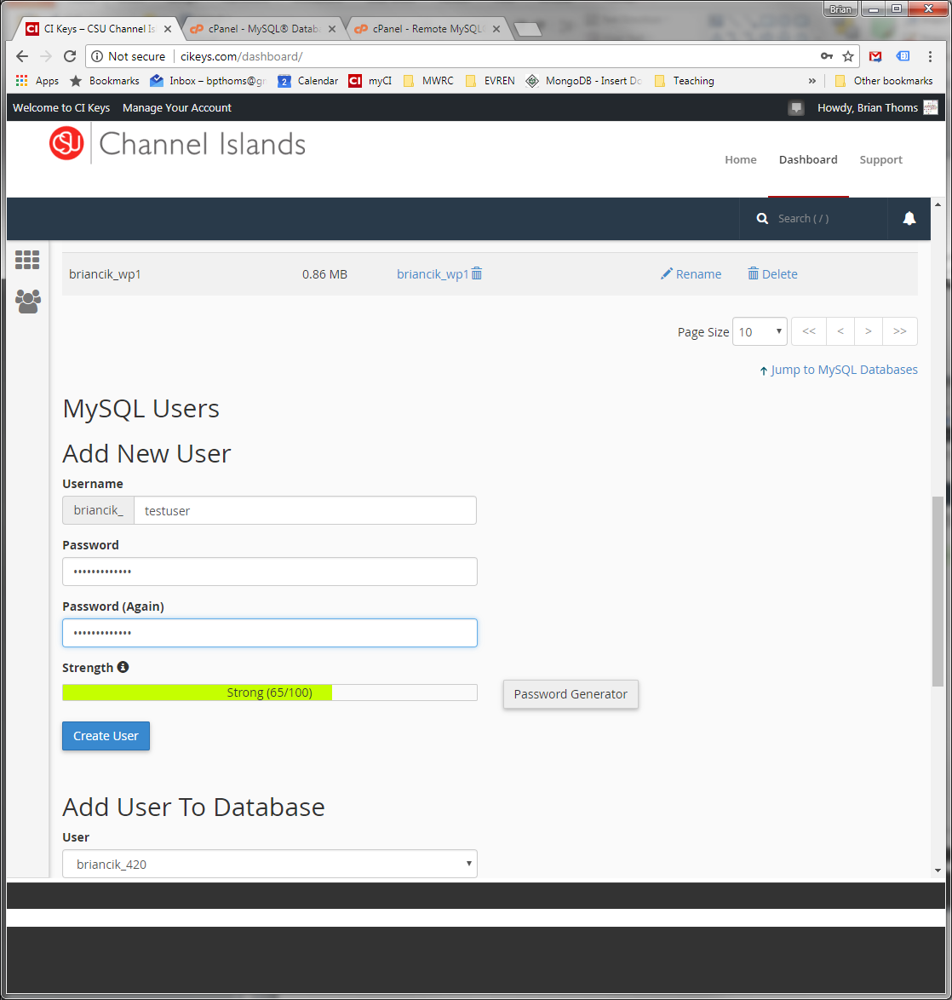 Brian
CI Keys – CSU Channel Is
cPanel - MySQL® Datab
cPanel - Remote MySQL
Not secure
cikeys.com/dashboard/
Apps
Bookmarks
Inbox – bpthoms@g
2
Calendar
CI
myCI
MWRC
EVREN
MongoDB - Insert Do
Teaching
»
Other bookmarks
Welcome to CI Keys
Manage Your Account
Howdy, Brian Thoms
CSU
Channel Islands
Home
Dashboard
Support
Search ( / )
briancik_wp1
0.86 MB
briancik_wp1
Rename
Delete
Page Size
10
<<
<
>
>>
Jump to MySQL Databases
MySQL Users
Add New User
Username
briancik_
testuser
Password
•••••••••••••
Password (Again)
•••••••••••••
Strength
Strong (65/100)
Password Generator
Create User
Add User To Database
User
briancik_420